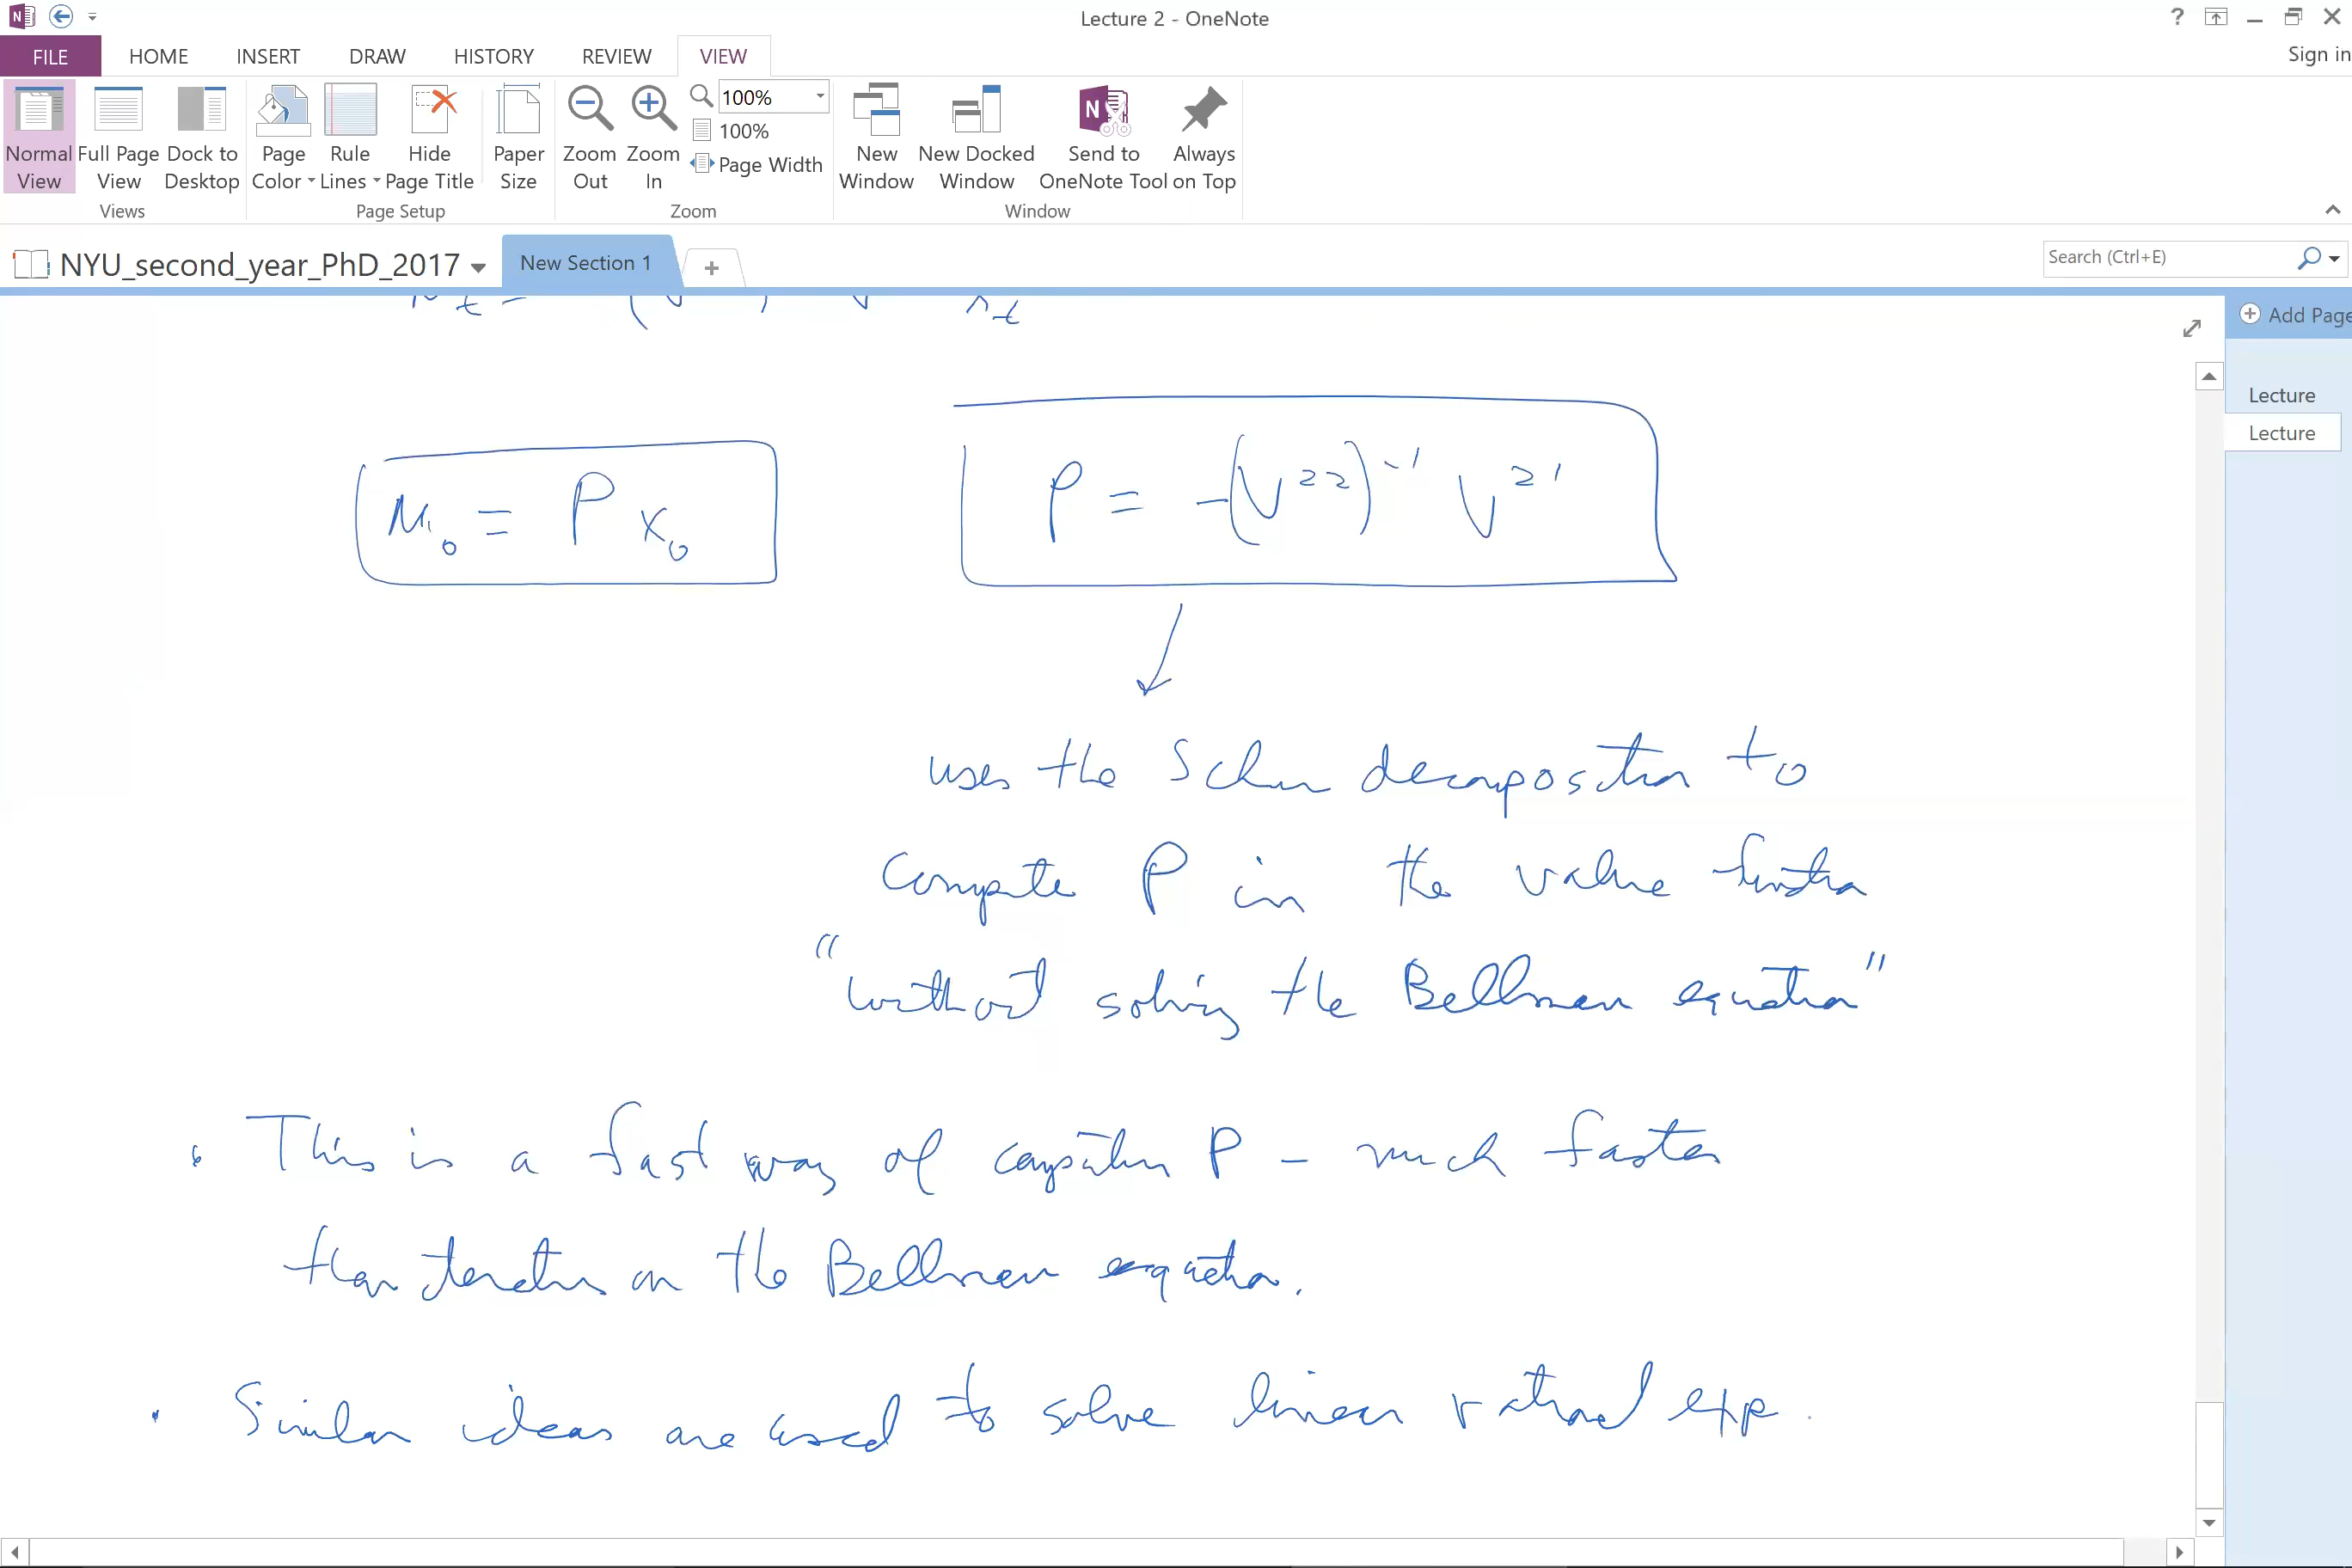 Lecture 2 - OneNote
?
FILE HOME INSERT DRAW HISTORY REVIEW VIEW
Sign in
Normal View
Full Page View
Dock to Desktop
Views
Page Color
Rule Lines
Hide Page Title
Paper Size
Page Setup
Zoom Out
Zoom In
100%
100%
Page Width
Zoom
New Window
New Docked Window
Send to OneNote Tool
Always on Top
Window
NYU_second_year_PhD_2017
New Section 1
+
Search (Ctrl+E)
Add Page
Lecture
Lecture
μ₀ = P x₀
P = -(V²²)⁻¹ V²¹
uses the Schur decomposition to
compute P in the value function
"without solving the Bellman equation"
• This is a fast way of computing P - much faster
than iterations on the Bellman equation.
• Similar ideas are used to solve linear rational exp.